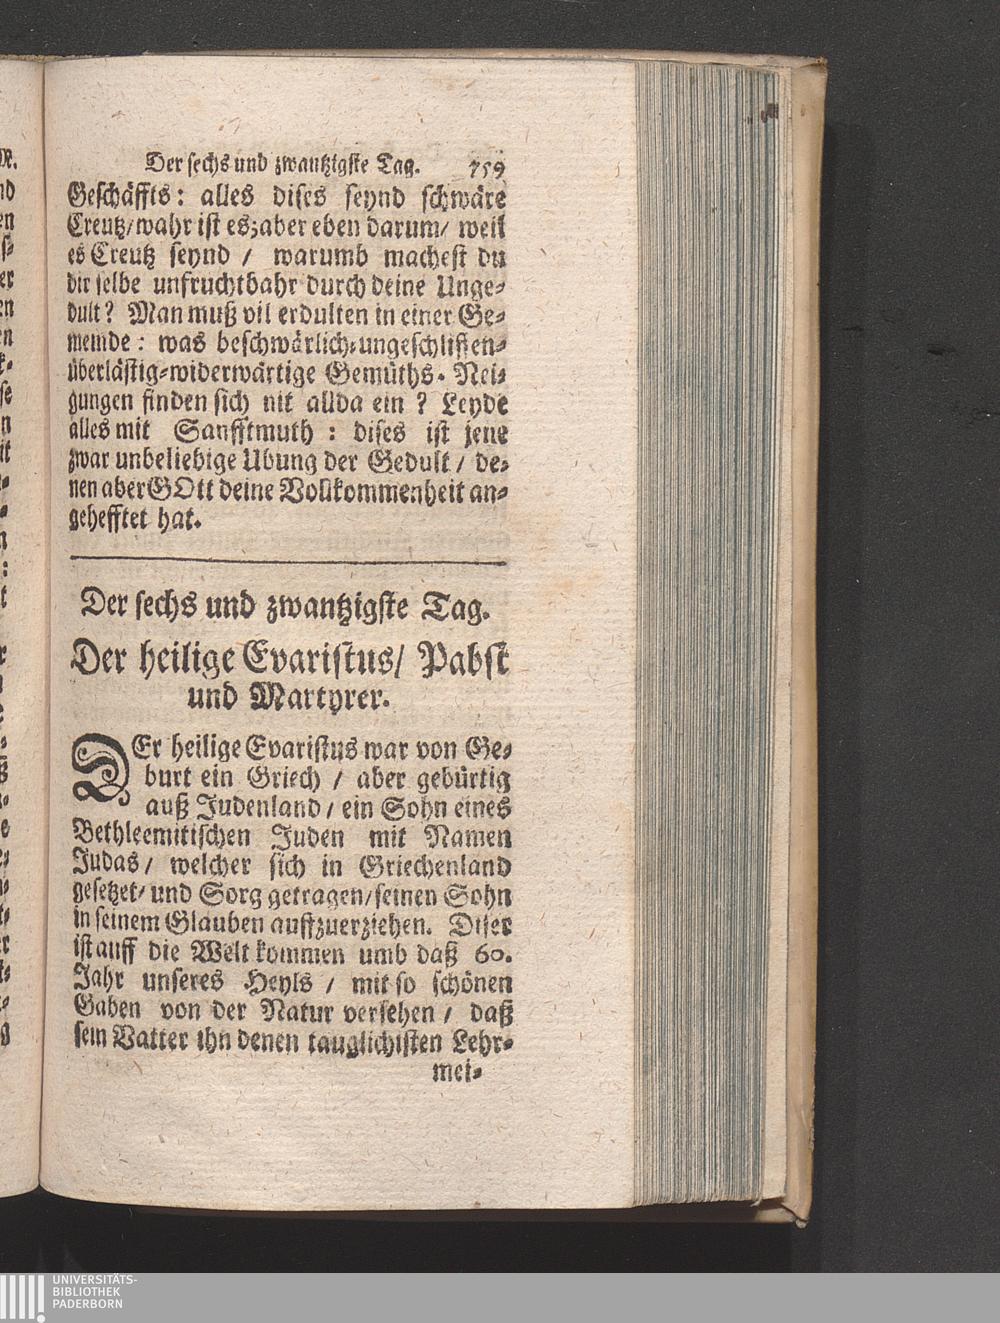 Der sechs und zwantzigste Tag. 759
Geschäffts: alles dises seynd schwäre
Creutz/wahr ist es; aber eben darum/ weil
es Creutz seynd / warumb machest du
dir selbe unfruchtbahr durch deine Unge-
dult? Man muß vil erdulten in einer Ge-
meinde: was beschwärlich-ungeschliffen-
überlästig-widerwärtige Gemüths-Nei-
gungen finden sich nit allda ein? Leyde
alles mit Sanfftmuth: dises ist jene
zwar unbeliebige Ubung der Gedult / de-
nen aber GOtt deine Vollkommenheit an-
gehefftet hat.
Der sechs und zwantzigste Tag.
Der heilige Evaristus/ Pabst
und Martyrer.
DEr heilige Evaristus war von Ge-
burt ein Griech / aber gebürtig
auß Judenland/ ein Sohn eines
Bethleemitischen Juden mit Namen
Judas/ welcher sich in Griechenland
gesetzet/ und Sorg getragen/seinen Sohn
in seinem Glauben aufzuerziehen. Diser
ist auff die Welt kommen umb daß 60.
Jahr unseres Heyls / mit so schönen
Gaben von der Natur versehen / daß
sein Vatter ihn denen tauglichisten Lehr-
mei-
UNIVERSITÄTS-
BIBLIOTHEK
PADERBORN